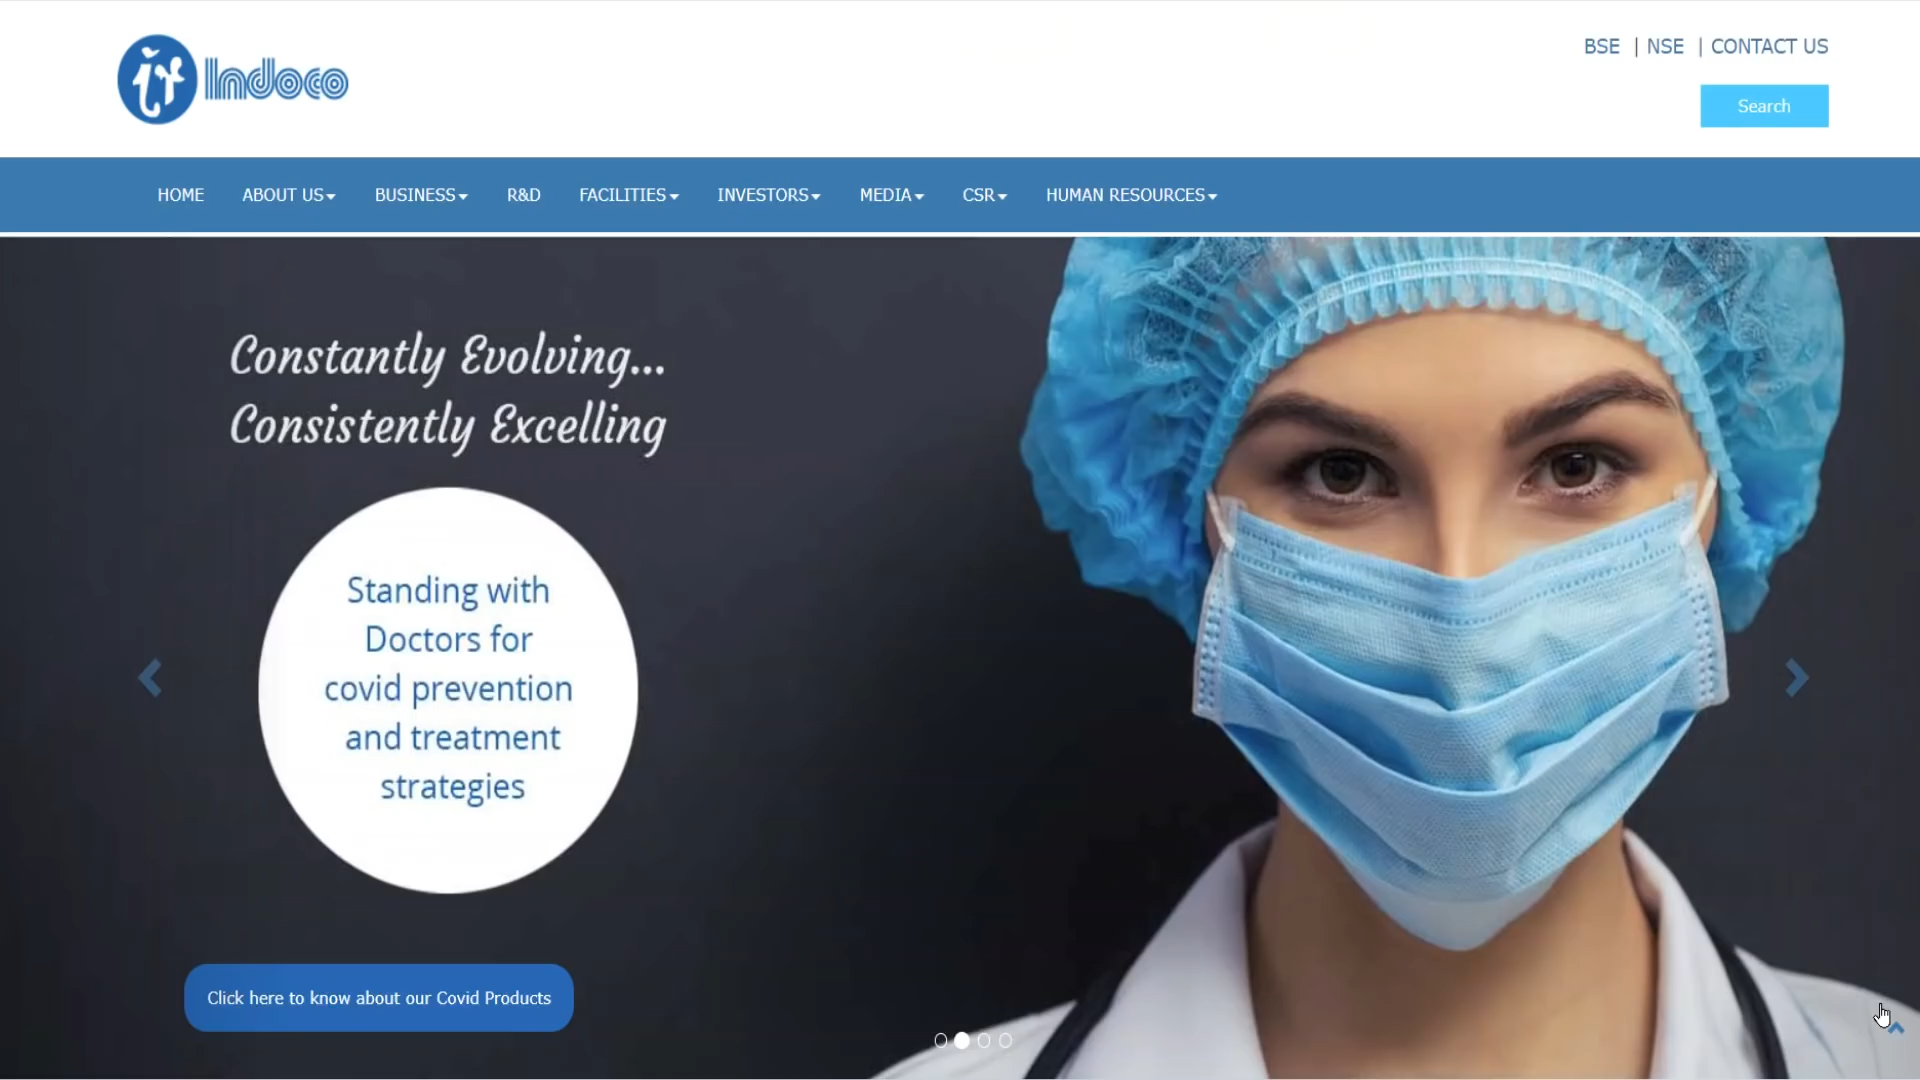 Indoco
BSE | NSE | CONTACT US
Search
HOME ABOUT US BUSINESS R&D FACILITIES INVESTORS MEDIA CSR HUMAN RESOURCES
Constantly Evolving...
Consistently Excelling
Standing with
Doctors for
covid prevention
and treatment
strategies
Click here to know about our Covid Products